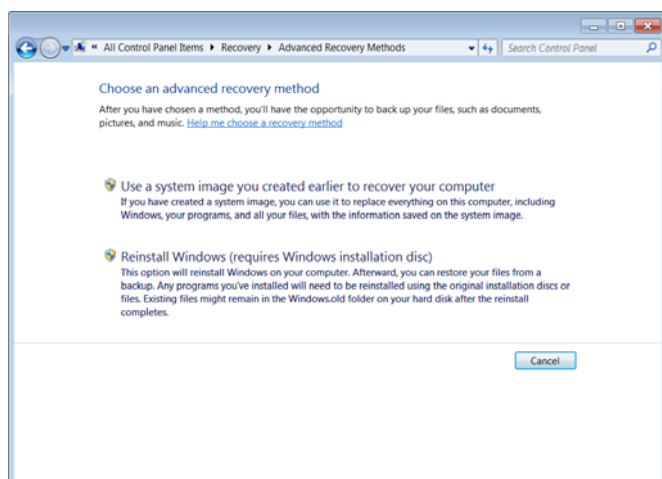 « All Control Panel Items ▸ Recovery ▸ Advanced Recovery Methods
Search Control Panel
Choose an advanced recovery method
After you have chosen a method, you'll have the opportunity to back up your files, such as documents,
pictures, and music. Help me choose a recovery method
Use a system image you created earlier to recover your computer
If you have created a system image, you can use it to replace everything on this computer, including
Windows, your programs, and all your files, with the information saved on the system image.
Reinstall Windows (requires Windows installation disc)
This option will reinstall Windows on your computer. Afterward, you can restore your files from a
backup. Any programs you've installed will need to be reinstalled using the original installation discs or
files. Existing files might remain in the Windows.old folder on your hard disk after the reinstall
completes.
Cancel